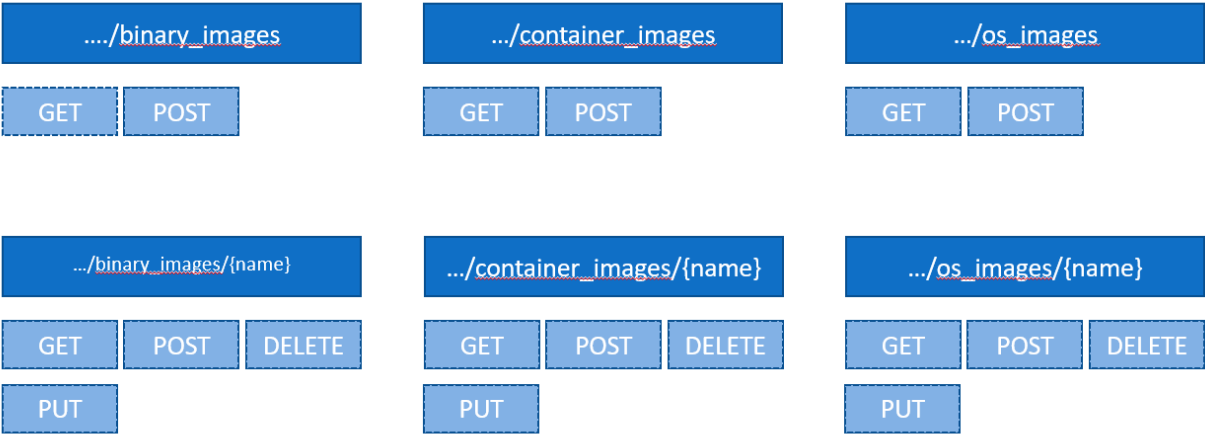 ..../binary_images
.../container_images
.../os_images
GET POST
GET POST
GET POST
.../binary_images/{name}
.../container_images/{name}
.../os_images/{name}
GET POST DELETE
GET POST DELETE
GET POST DELETE
PUT
PUT
PUT